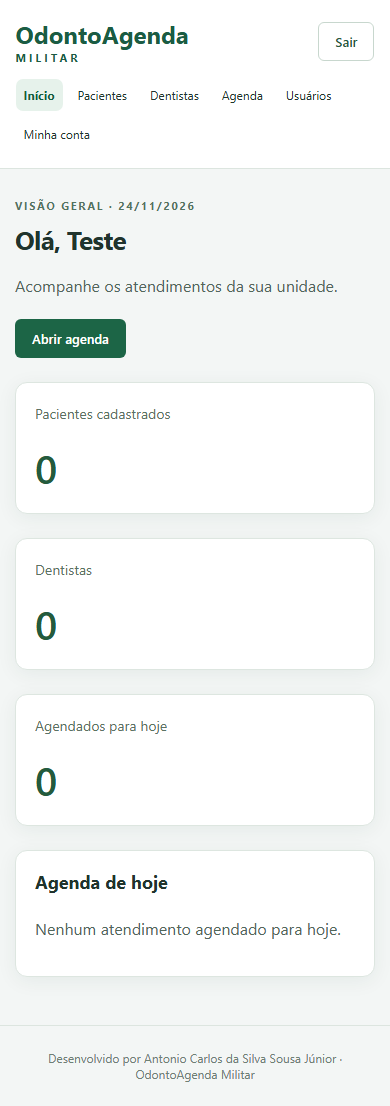 OdontoAgenda
MILITAR
Sair
Início Pacientes Dentistas Agenda Usuários
Minha conta
VISÃO GERAL · 24/11/2026
Olá, Teste
Acompanhe os atendimentos da sua unidade.
Abrir agenda
Pacientes cadastrados
0
Dentistas
0
Agendados para hoje
0
Agenda de hoje
Nenhum atendimento agendado para hoje.
Desenvolvido por Antonio Carlos da Silva Sousa Júnior ·
OdontoAgenda Militar